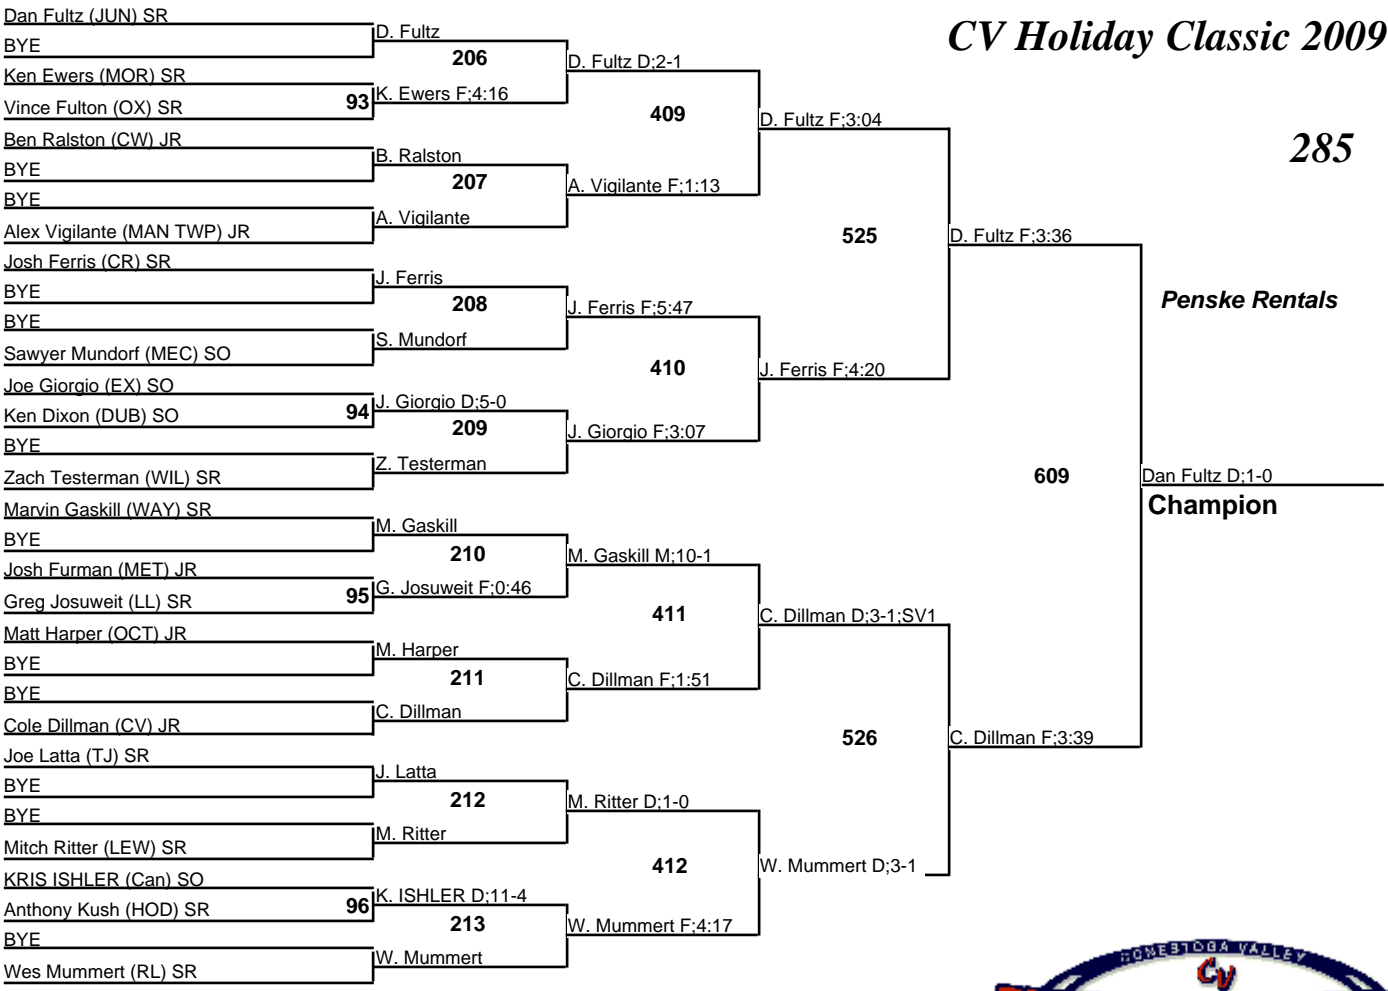 CV Holiday Classic 2009
285
Penske Rentals
Dan Fultz (JUN) SR
BYE
Ken Ewers (MOR) SR
Vince Fulton (OX) SR
Ben Ralston (CW) JR
BYE
BYE
Alex Vigilante (MAN TWP) JR
Josh Ferris (CR) SR
BYE
BYE
Sawyer Mundorf (MEC) SO
Joe Giorgio (EX) SO
Ken Dixon (DUB) SO
BYE
Zach Testerman (WIL) SR
Marvin Gaskill (WAY) SR
BYE
Josh Furman (MET) JR
Greg Josuweit (LL) SR
Matt Harper (OCT) JR
BYE
BYE
Cole Dillman (CV) JR
Joe Latta (TJ) SR
BYE
BYE
Mitch Ritter (LEW) SR
KRIS ISHLER (Can) SO
Anthony Kush (HOD) SR
BYE
Wes Mummert (RL) SR
93
94
95
96
D. Fultz
206
K. Ewers F;4:16
B. Ralston
207
A. Vigilante
J. Ferris
208
S. Mundorf
J. Giorgio D;5-0
209
Z. Testerman
M. Gaskill
210
G. Josuweit F;0:46
M. Harper
211
C. Dillman
J. Latta
212
M. Ritter
K. ISHLER D;11-4
213
W. Mummert
D. Fultz D;2-1
409
A. Vigilante F;1:13
J. Ferris F;5:47
410
J. Giorgio F;3:07
M. Gaskill M;10-1
411
C. Dillman F;1:51
M. Ritter D;1-0
412
W. Mummert F;4:17
D. Fultz F;3:04
525
J. Ferris F;4:20
C. Dillman D;3-1;SV1
526
W. Mummert D;3-1
D. Fultz F;3:36
609
C. Dillman F;3:39
Dan Fultz D;1-0
Champion
CONESTOGA VALLEY
CV